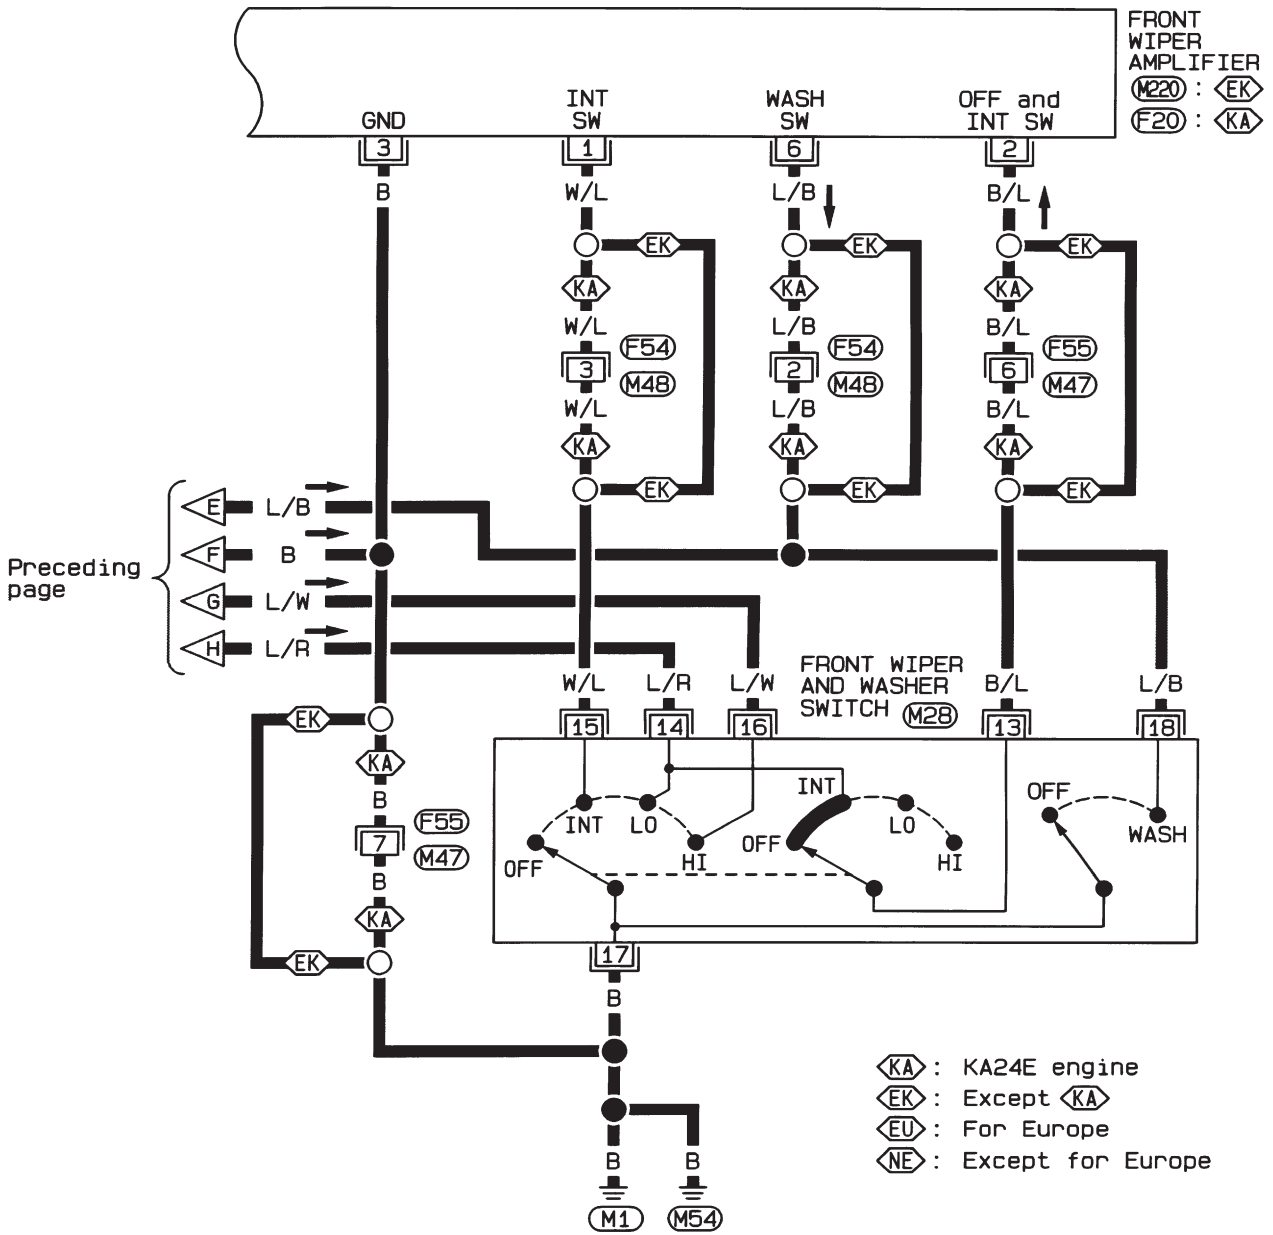 FRONT
WIPER
AMPLIFIER
M220 : EK
F20 : KA
GND
INT
SW
WASH
SW
OFF and
INT SW
3
1
6
2
B
W/L
L/B
B/L
EK
EK
EK
KA
KA
KA
W/L
L/B
B/L
F54
F54
F55
3
2
6
M48
M48
M47
W/L
L/B
B/L
KA
KA
KA
EK
EK
EK
Preceding
page
E L/B
F B
G L/W
H L/R
FRONT WIPER
AND WASHER
SWITCH M28
W/L
L/R
L/W
B/L
L/B
15
14
16
13
18
EK
KA
B
F55
7
M47
B
KA
EK
OFF
INT
LO
HI
OFF
INT
LO
HI
OFF
WASH
17
B
B
B
M1
M54
KA : KA24E engine
EK : Except KA
EU : For Europe
NE : Except for Europe